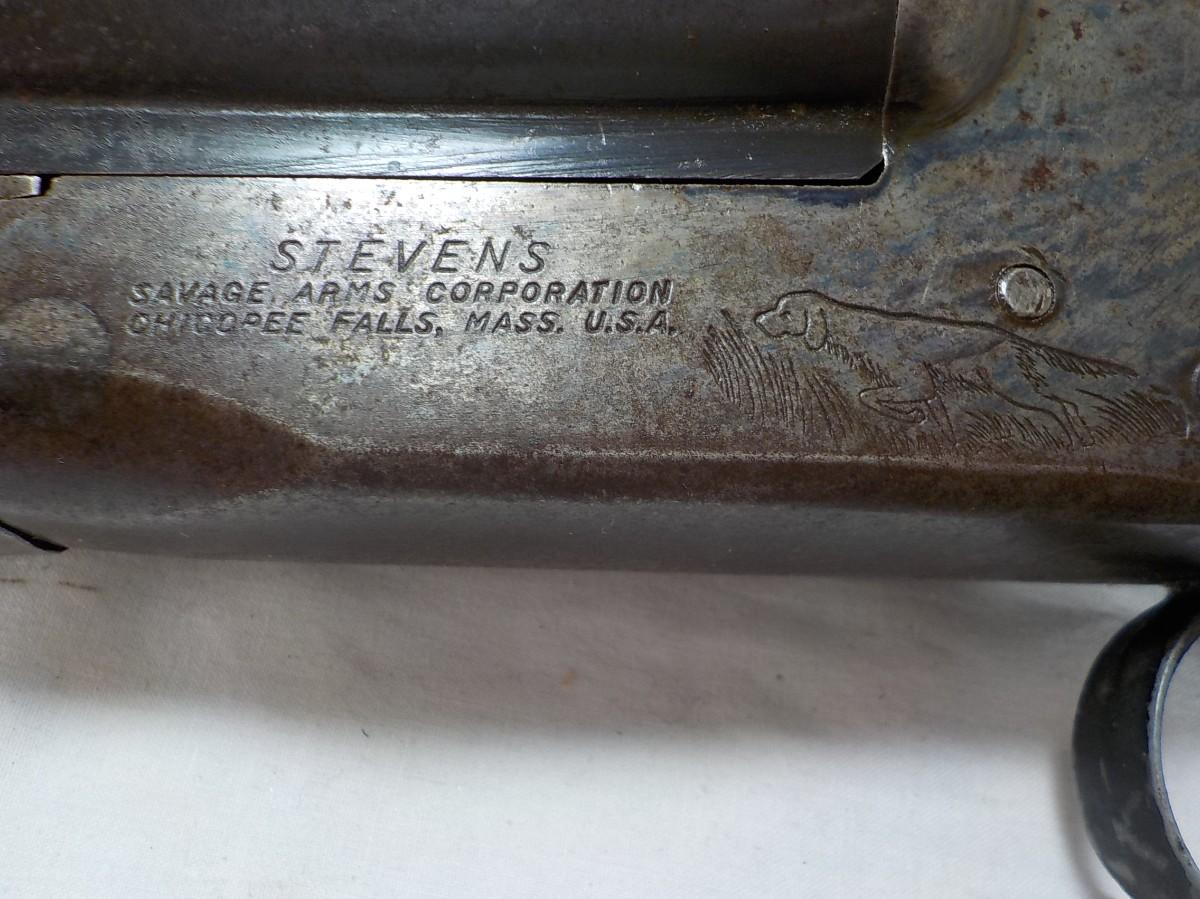 STEVENS
SAVAGE ARMS CORPORATION
CHICOPEE FALLS, MASS. U.S.A.